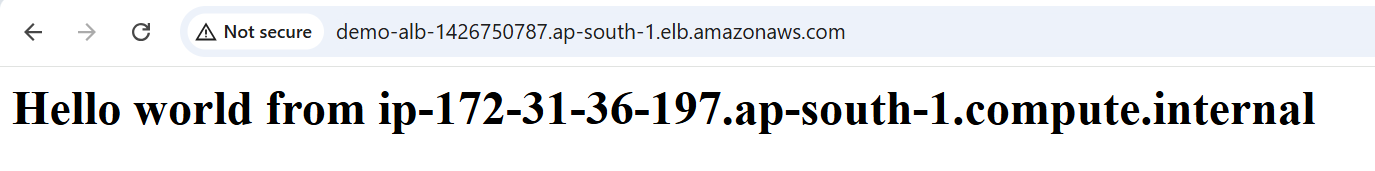 Not secure demo-alb-1426750787.ap-south-1.elb.amazonaws.com
Hello world from ip-172-31-36-197.ap-south-1.compute.internal